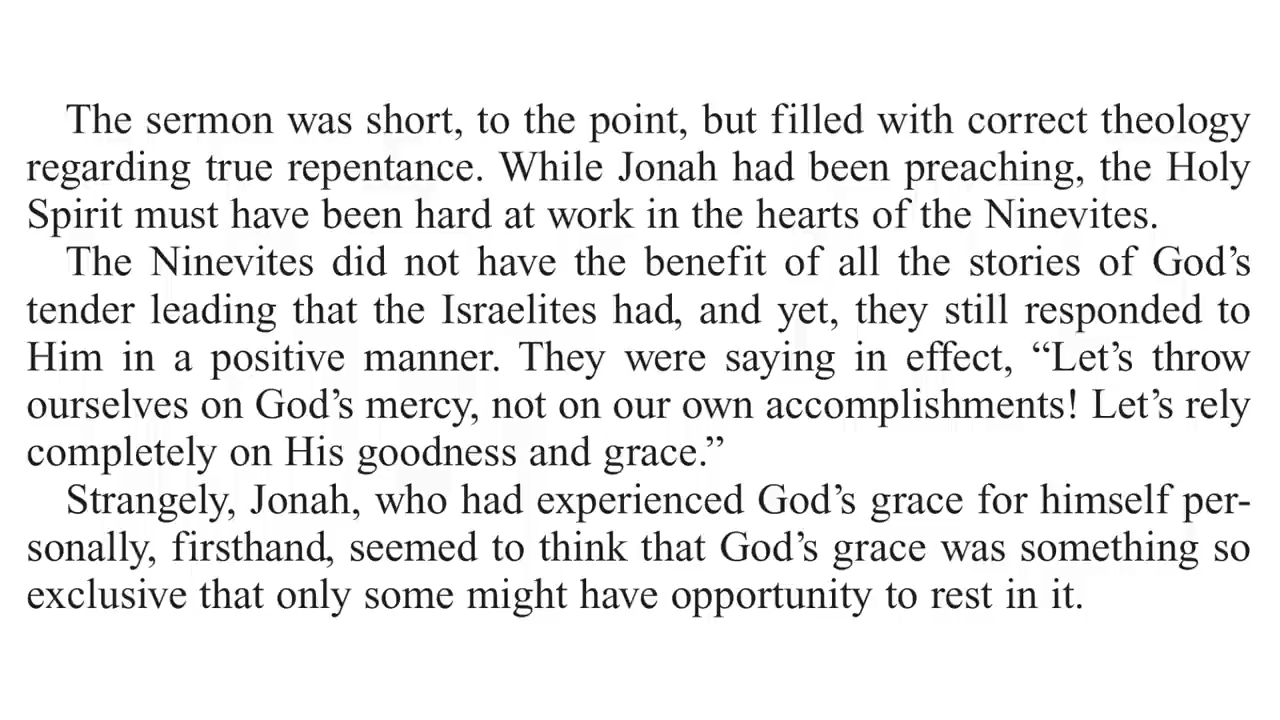 The sermon was short, to the point, but filled with correct theology
regarding true repentance. While Jonah had been preaching, the Holy
Spirit must have been hard at work in the hearts of the Ninevites.
The Ninevites did not have the benefit of all the stories of God’s
tender leading that the Israelites had, and yet, they still responded to
Him in a positive manner. They were saying in effect, “Let’s throw
ourselves on God’s mercy, not on our own accomplishments! Let’s rely
completely on His goodness and grace.”
Strangely, Jonah, who had experienced God’s grace for himself per-
sonally, firsthand, seemed to think that God’s grace was something so
exclusive that only some might have opportunity to rest in it.